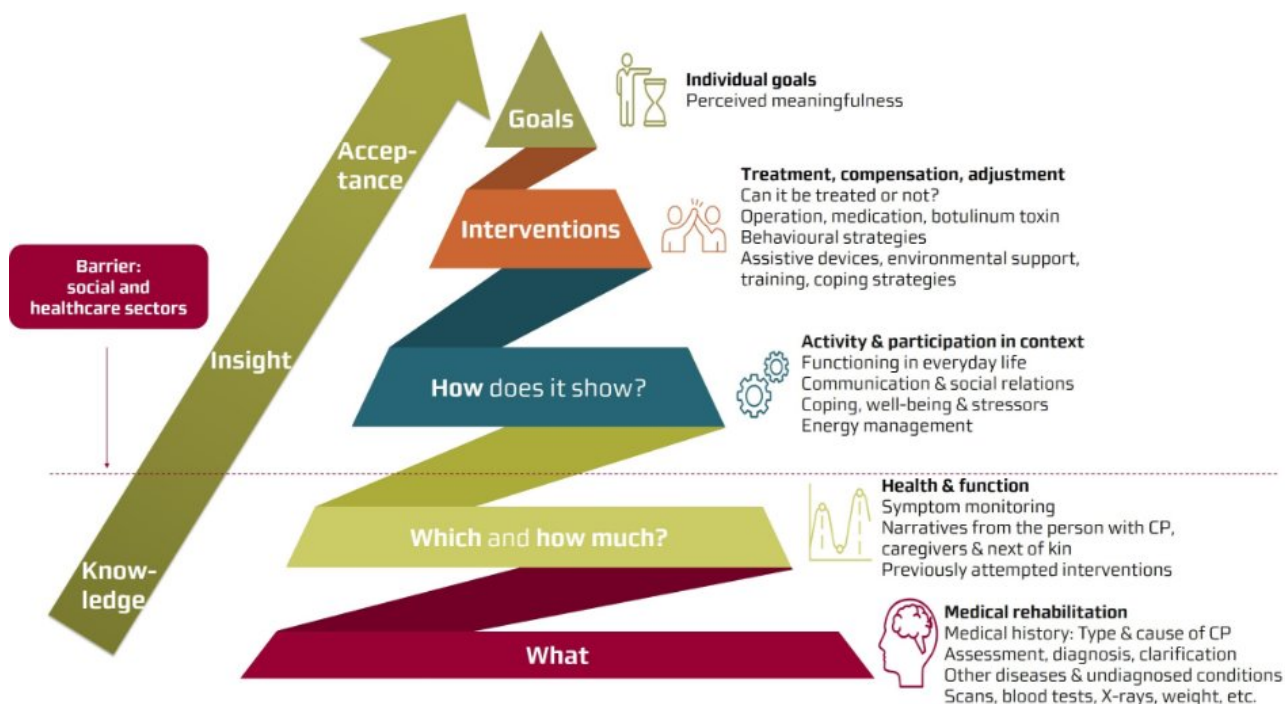 Individual goals
Perceived meaningfulness
Goals
Accep-
tance
Treatment, compensation, adjustment
Can it be treated or not?
Operation, medication, botulinum toxin
Behavioural strategies
Assistive devices, environmental support,
training, coping strategies
Interventions
Barrier:
social and
healthcare sectors
Insight
Activity & participation in context
Functioning in everyday life
Communication & social relations
Coping, well-being & stressors
Energy management
How does it show?
Health & function
Symptom monitoring
Narratives from the person with CP,
caregivers & next of kin
Previously attempted interventions
Which and how much?
Know-
ledge
Medical rehabilitation
Medical history: Type & cause of CP
Assessment, diagnosis, clarification
Other diseases & undiagnosed conditions
Scans, blood tests, X-rays, weight, etc.
What